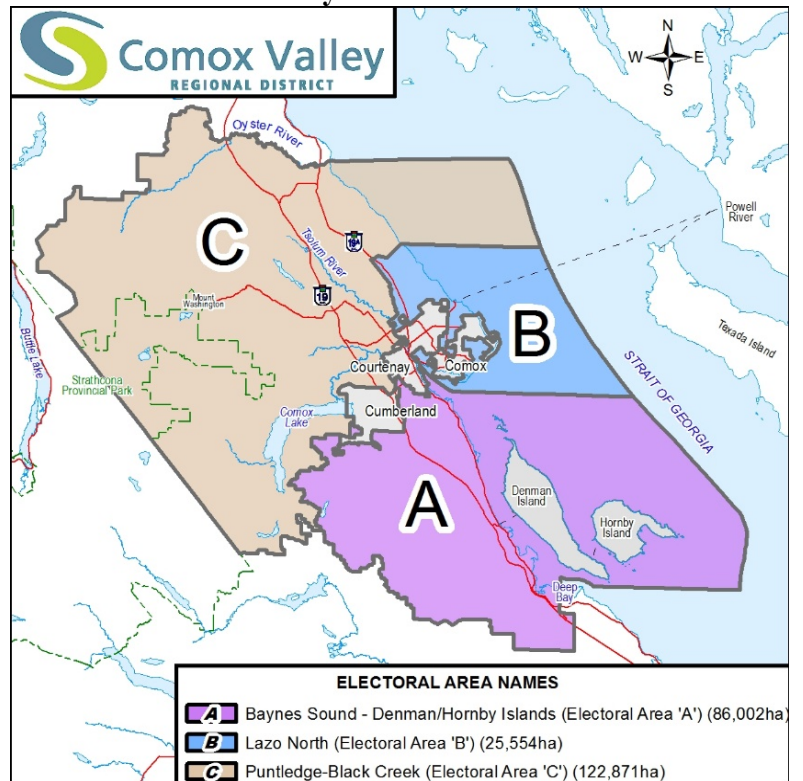 Comox Valley
REGIONAL DISTRICT
N
W E
S
Oyster River
Powell
River
C
Tsolum River
19A
19
Mount
Washington
Texada Island
B
Buttle Lake
Courtenay
Comox
STRAIT OF GEORGIA
Strathcona
Provincial Park
Cumberland
Comox
Lake
A
Denman
Island
Hornby
Island
Deep
Bay
ELECTORAL AREA NAMES
A Baynes Sound - Denman/Hornby Islands (Electoral Area 'A') (86,002ha)
B Lazo North (Electoral Area 'B') (25,554ha)
C Puntledge-Black Creek (Electoral Area 'C') (122,871ha)